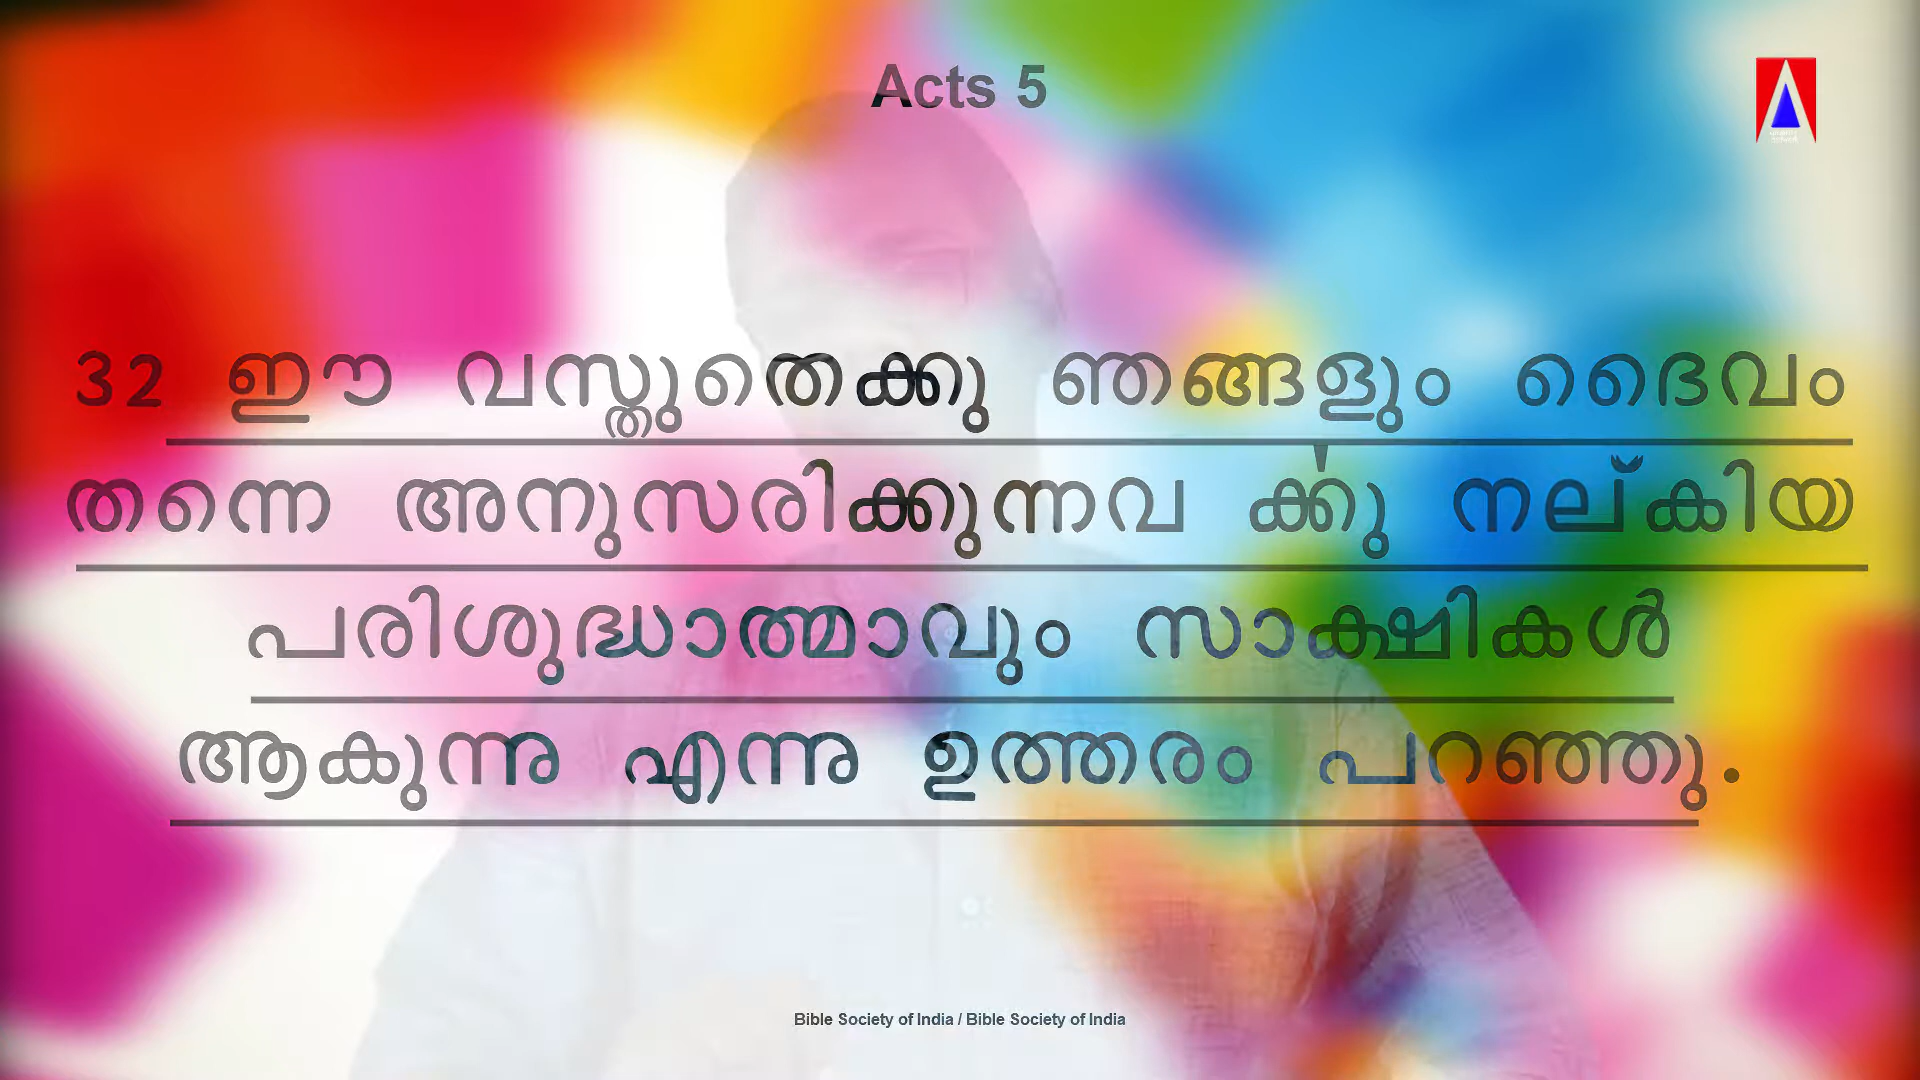 Acts 5
32 ഈ വസ്തുതെക്കു ഞങ്ങളും ദൈവം
തന്നെ അനുസരിക്കുന്നവർക്കു നല്കിയ
പരിശുദ്ധാത്മാവും സാക്ഷികൾ
ആകുന്നു എന്നു ഉത്തരം പറഞ്ഞു.
Bible Society of India / Bible Society of India